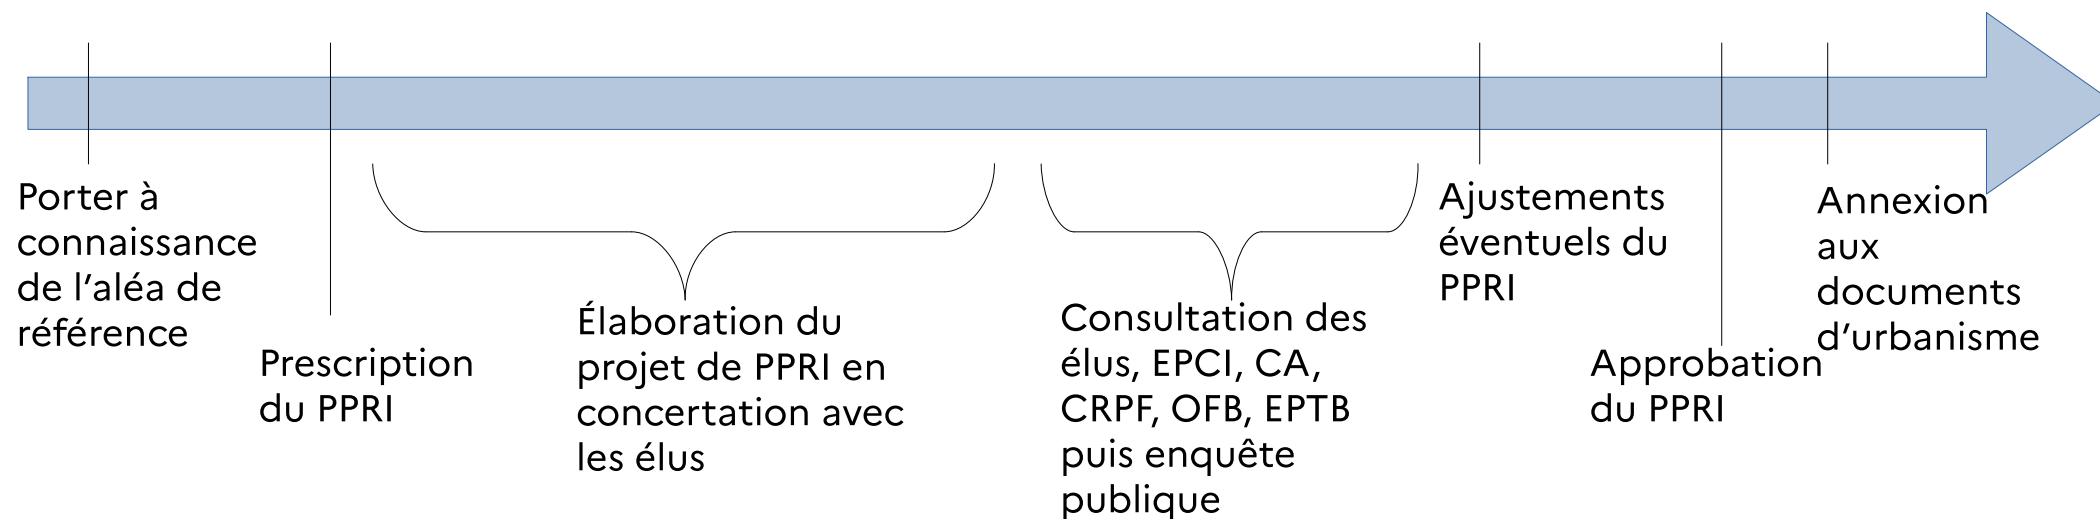 Porter à
connaissance
de l’aléa de
référence
Prescription
du PPRI
Élaboration du
projet de PPRI en
concertation avec
les élus
Consultation des
élus, EPCI, CA,
CRPF, OFB, EPTB
puis enquête
publique
Ajustements
éventuels du
PPRI
Approbation
du PPRI
Annexion
aux
documents
d’urbanisme